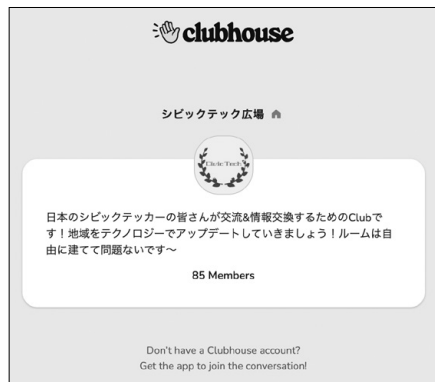 clubhouse
シビックテック広場
Civic Tech
日本のシビックテッカーの皆さんが交流&情報交換するためのClubで
す！地域をテクノロジーでアップデートしていきましょう！ルームは自
由に建てて問題ないです〜
85 Members
Don't have a Clubhouse account?
Get the app to join the conversation!